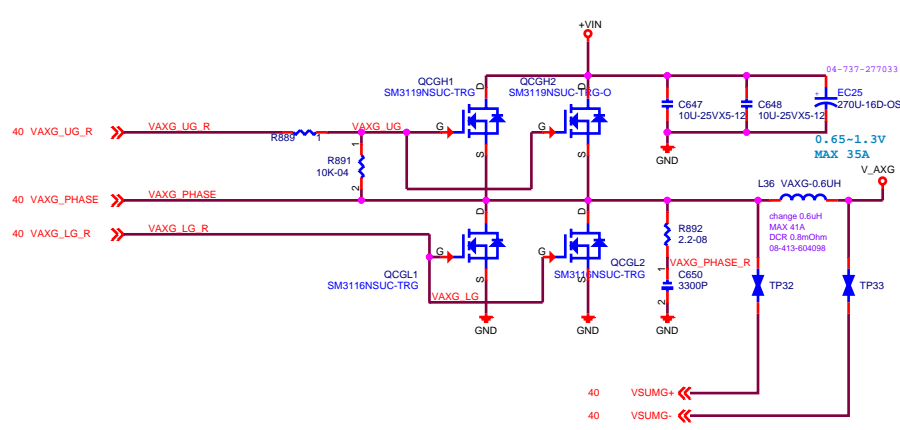 +VIN
04-737-277033
QCGH1
SM3119NSUC-TRG
QCGH2
SM3119NSUC-TRG-O
D
D
C647
10U-25VX5-12
C648
10U-25VX5-12
+
EC25
270U-16D-OS
40 VAXG_UG_R
VAXG_UG_R
R889
1
VAXG_UG
G
G
S
S
1
R891
10K-04
2
GND
0.65~1.3V
MAX 35A
40 VAXG_PHASE
VAXG_PHASE
L36 VAXG-0.6UH
V_AXG
change 0.6uH
MAX 41A
DCR 0.8mOhm
08-413-604098
40 VAXG_LG_R
VAXG_LG_R
D
D
G
G
S
S
R892
2.2-08
QCGL1
SM3116NSUC-TRG
QCGL2
SM3116NSUC-TRG
VAXG_PHASE_R
1
C650
3300P
2
VAXG_LG
TP32
TP33
GND
GND
GND
40 VSUMG+
40 VSUMG-